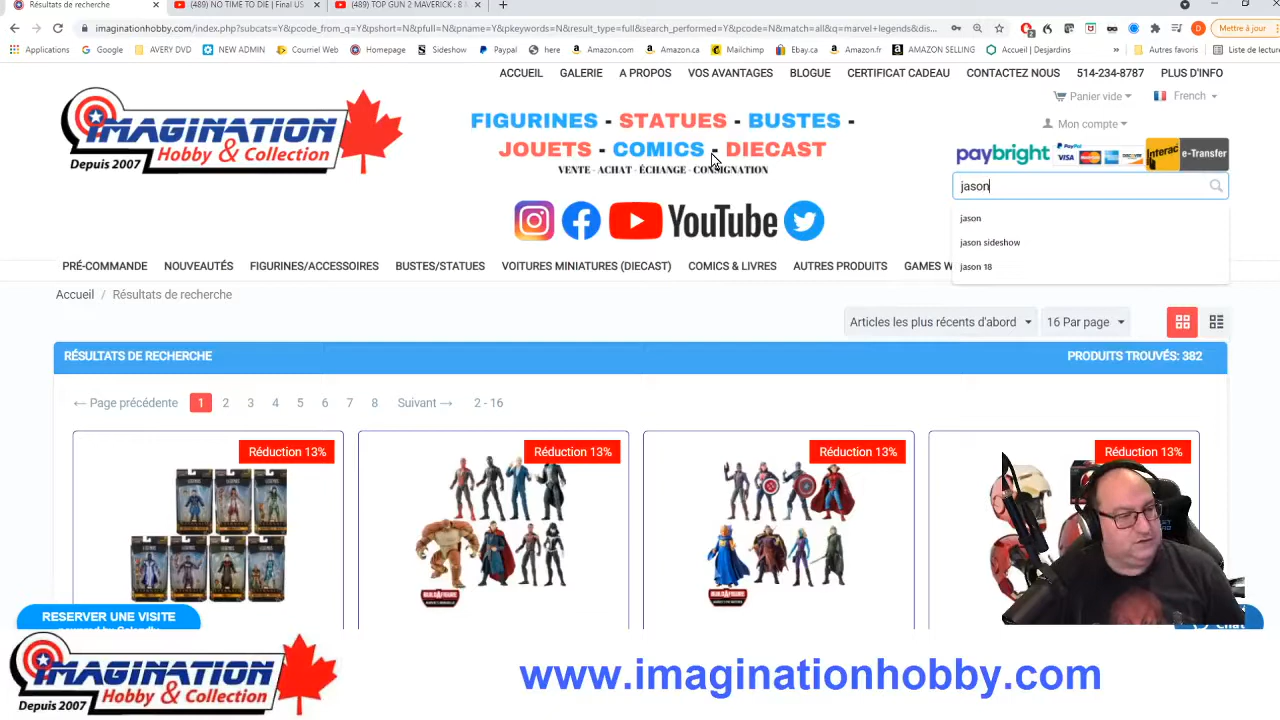 Résultats de recherche
(489) NO TIME TO DIE | Final US
(489) TOP GUN 2 MAVERICK : 8
imaginationhobby.com/index.php?subcats=Y&pcode_from_q=Y&pshort=N&pfull=N&pname=Y&pkeywords=N&result_type=full&search_performed=Y&pcode=N&match=all&q=marvel+legends&dis...
Mettre à jour
Applications
Google
AVERY DVD
NEW ADMIN
Courriel Web
Homepage
Sideshow
Paypal
here
Amazon.com
Amazon.ca
Mailchimp
Ebay.ca
Amazon.fr
AMAZON SELLING
Accueil | Desjardins
Autres favoris
Liste de lecture
ACCUEIL GALERIE A PROPOS VOS AVANTAGES BLOGUE CERTIFICAT CADEAU CONTACTEZ NOUS 514-234-8787 PLUS D'INFO
Panier vide
French
Mon compte
IMAGINATION
Hobby & Collection
Depuis 2007
FIGURINES - STATUES - BUSTES -
JOUETS - COMICS - DIECAST
VENTE - ACHAT - ÉCHANGE - CONSIGNATION
YouTube
paybright
PayPal
VISA
Interac
e-Transfer
jason
jason
jason sideshow
jason 18
PRÉ-COMMANDE NOUVEAUTÉS FIGURINES/ACCESSOIRES BUSTES/STATUES VOITURES MINIATURES (DIECAST) COMICS & LIVRES AUTRES PRODUITS GAMES W
Accueil / Résultats de recherche
Articles les plus récents d'abord
16 Par page
RÉSULTATS DE RECHERCHE
PRODUITS TROUVÉS: 382
← Page précédente 1 2 3 4 5 6 7 8 Suivant → 2 - 16
Réduction 13%
Réduction 13%
Réduction 13%
Réduction 13%
RESERVER UNE VISITE
Chat
IMAGINATION
Hobby & Collection
Depuis 2007
www.imaginationhobby.com